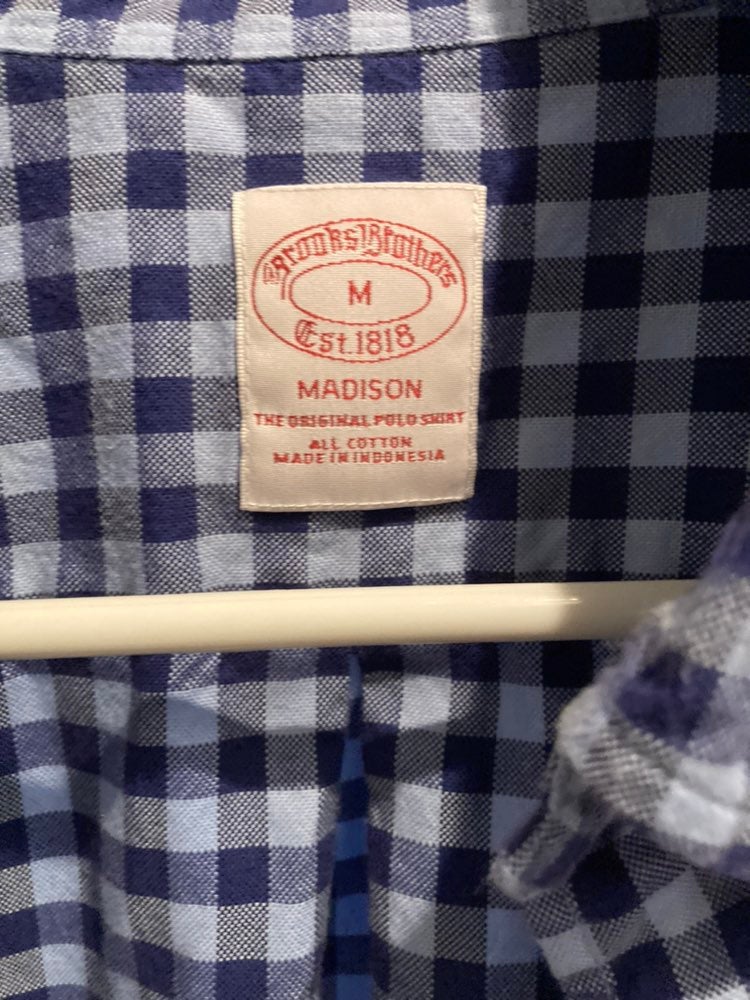 Brooks Brothers
M
Est. 1818
MADISON
THE ORIGINAL POLO SHIRT
ALL COTTON
MADE IN INDONESIA